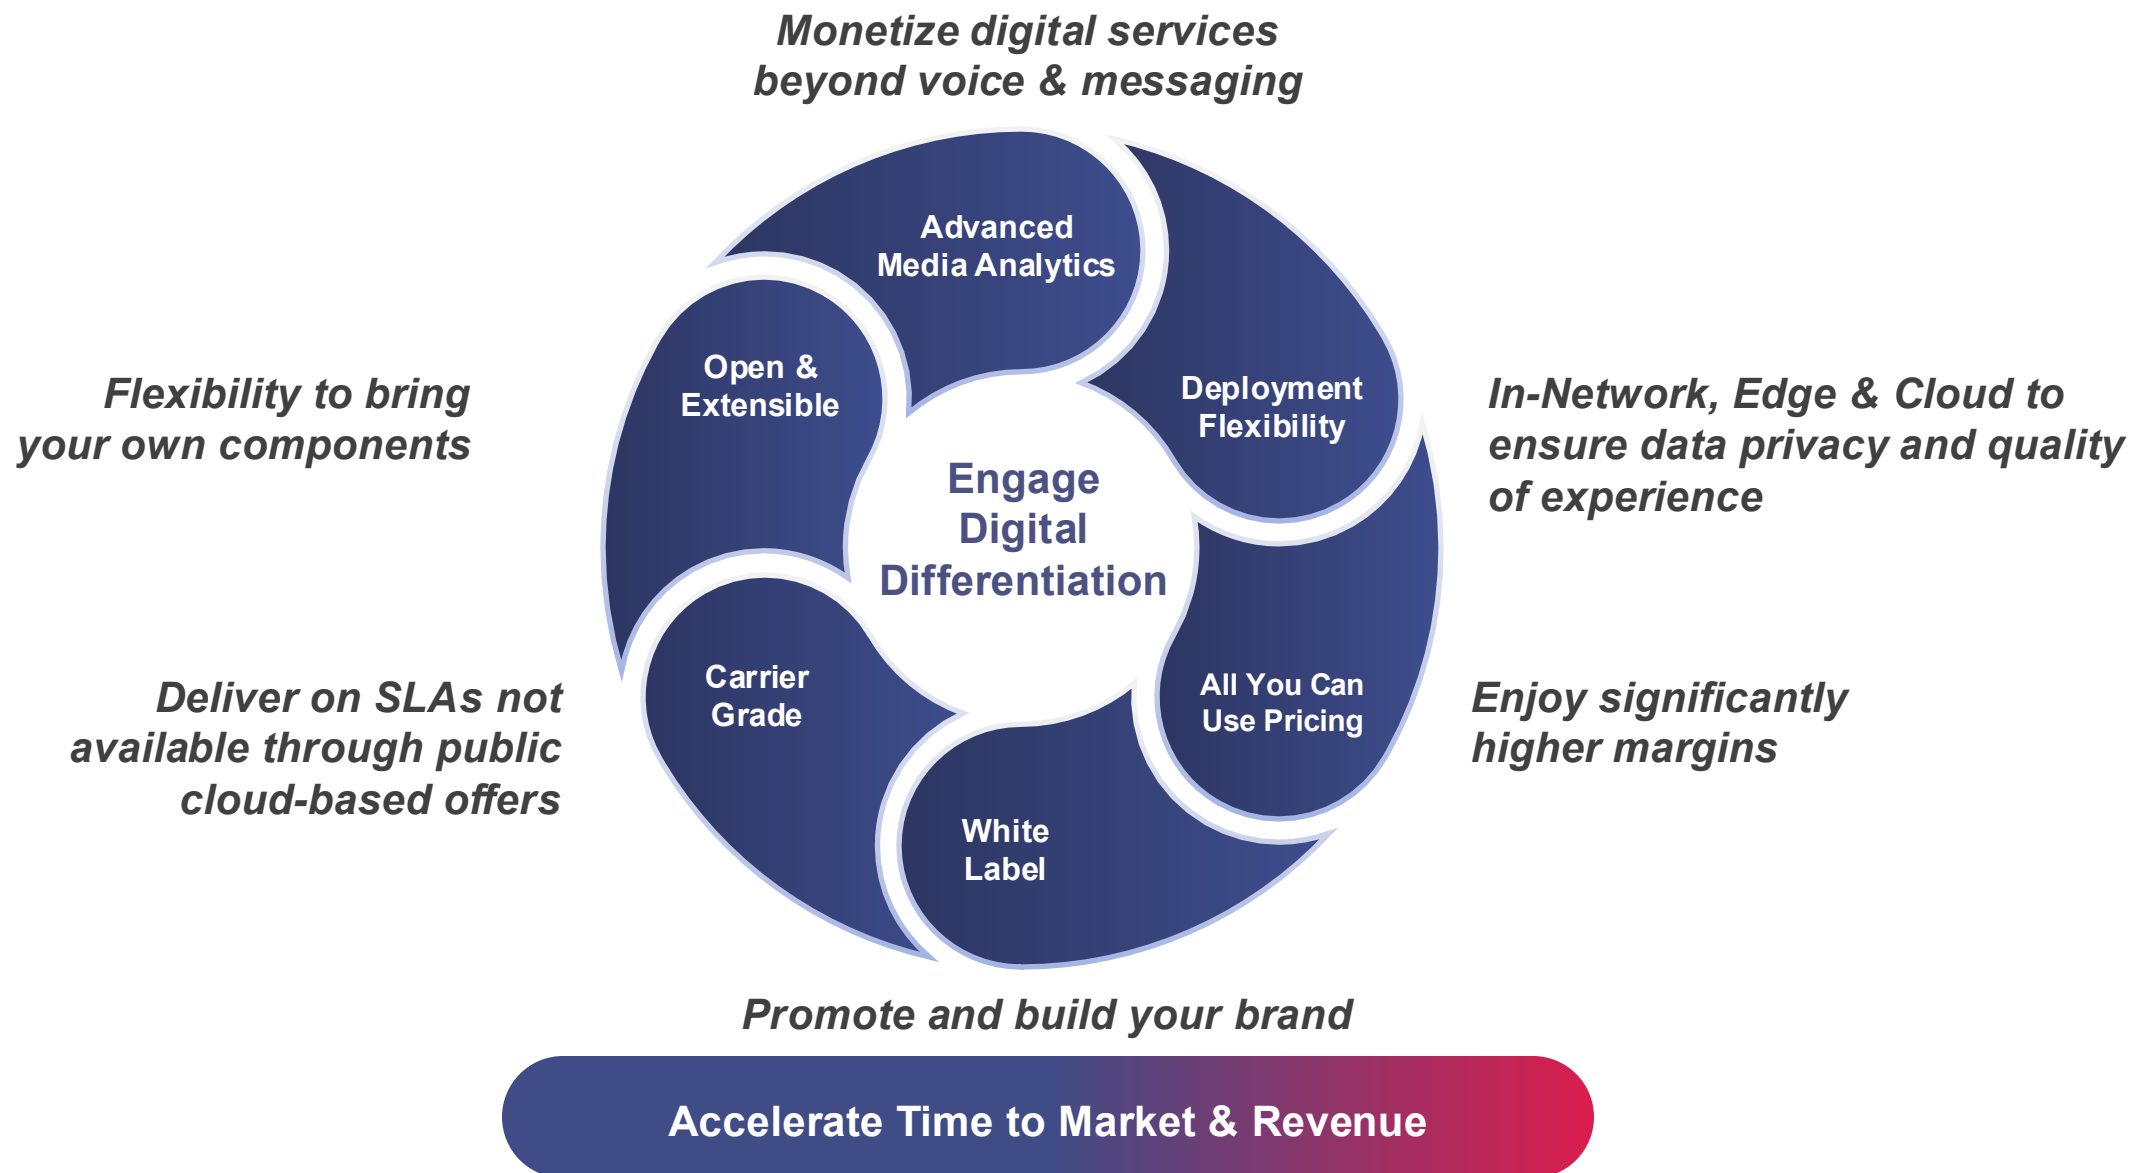 Monetize digital services
beyond voice & messaging
Advanced
Media Analytics
Open &
Extensible
Deployment
Flexibility
Flexibility to bring
your own components
In-Network, Edge & Cloud to
ensure data privacy and quality
of experience
Engage
Digital
Differentiation
Carrier
Grade
All You Can
Use Pricing
Deliver on SLAs not
available through public
cloud-based offers
Enjoy significantly
higher margins
White
Label
Promote and build your brand
Accelerate Time to Market & Revenue